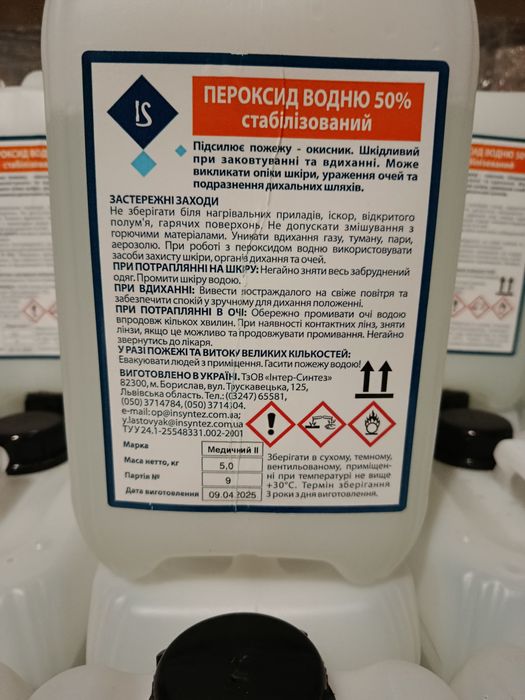 IS
ПЕРОКСИД ВОДНЮ 50%
стабілізований
Підсилює пожежу - окисник. Шкідливий
при заковтуванні та вдиханні. Може
викликати опіки шкіри, ураження очей та
подразнення дихальних шляхів.
ЗАСТЕРЕЖНІ ЗАХОДИ
Не зберігати біля нагрівальних приладів, іскор, відкритого
полум'я, гарячих поверхонь. Не допускати змішування з
горючими матеріалами. Уникати вдихання газу, туману, пари,
аерозолю. При роботі з пероксидом водню використовувати
засоби захисту шкіри, органів дихання та очей.
ПРИ ПОТРАПЛЯННІ НА ШКІРУ: Негайно зняти весь забруднений
одяг. Промити шкіру водою.
ПРИ ВДИХАННІ: Винести постраждалого на свіже повітря та
забезпечити спокій у зручному для дихання положенні.
ПРИ ПОТРАПЛЯННІ В ОЧІ: Обережно промивати очі водою
впродовж кількох хвилин. При наявності контактних лінз, зняти
лінзи, якщо це можливо та продовжувати промивання. Негайно
звернутись до лікаря.
У РАЗІ ПОЖЕЖІ ТА ВИТОКУ ВЕЛИКИХ КІЛЬКОСТЕЙ:
Евакуювати людей з приміщення. Гасити пожежу водою!
ВИГОТОВЛЕНО В УКРАЇНІ. ТзОВ «Інтер-Синтез»
82300, м. Борислав, вул. Трускавецька, 125,
Львівська область. Тел.: (03247) 65581,
(050) 3714784, (050) 3714504.
e-mail: op@insyntez.com.ua;
y.lastovyak@insyntez.com.ua
ТУ У 24.1-25548331.002-2001
Марка Медичний ІІ
Маса нетто, кг 5,0
Партія № 9
Дата виготовлення 09.04.2025
Зберігати в сухому, темному,
вентильованому, приміщен-
ні при температурі не вище
+30°С. Термін зберігання
3 роки з дня виготовлення.